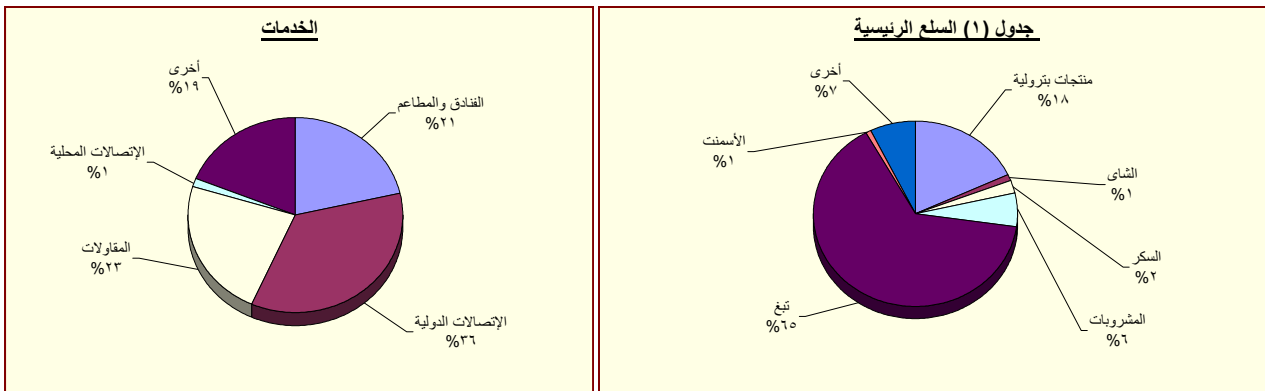 جدول (١) السلع الرئيسية
منتجات بترولية
%١٨
الشاى
%١
السكر
%٢
المشروبات
%٦
تبغ
%٦٥
الأسمنت
%١
أخرى
%٧
الخدمات
الفنادق والمطاعم
%٢١
الإتصالات الدولية
%٣٦
المقاولات
%٢٣
الإتصالات المحلية
%١
أخرى
%١٩